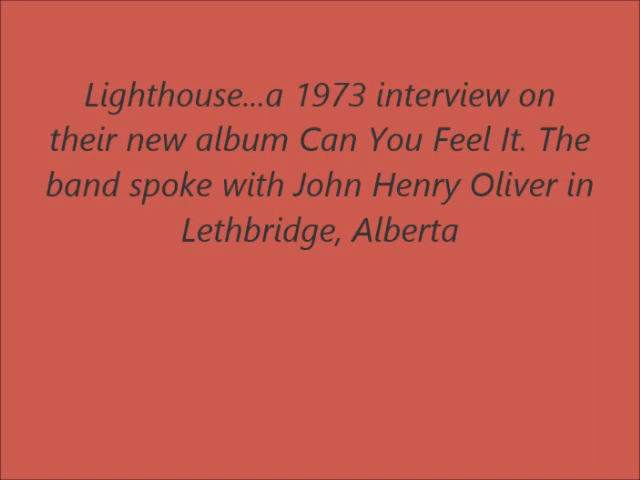 Lighthouse...a 1973 interview on
their new album Can You Feel It. The
band spoke with John Henry Oliver in
Lethbridge, Alberta